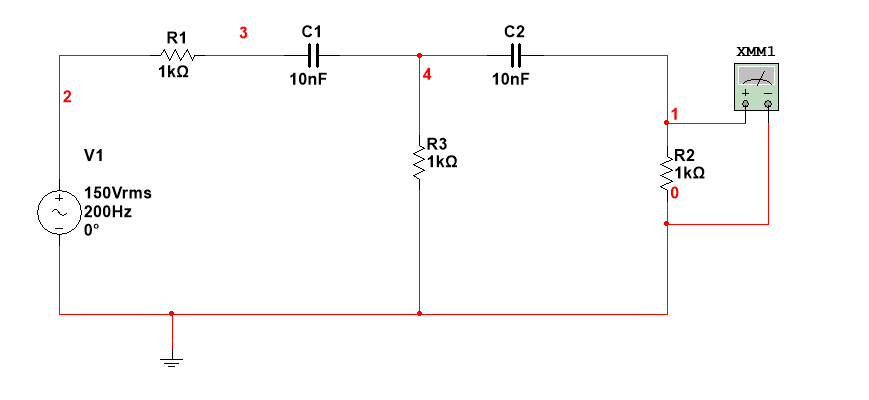 R1
1kΩ
3
C1
10nF
C2
10nF
XMM1
+ −
2
4
1
V1
150Vrms
200Hz
0°
+
−
R3
1kΩ
R2
1kΩ
0